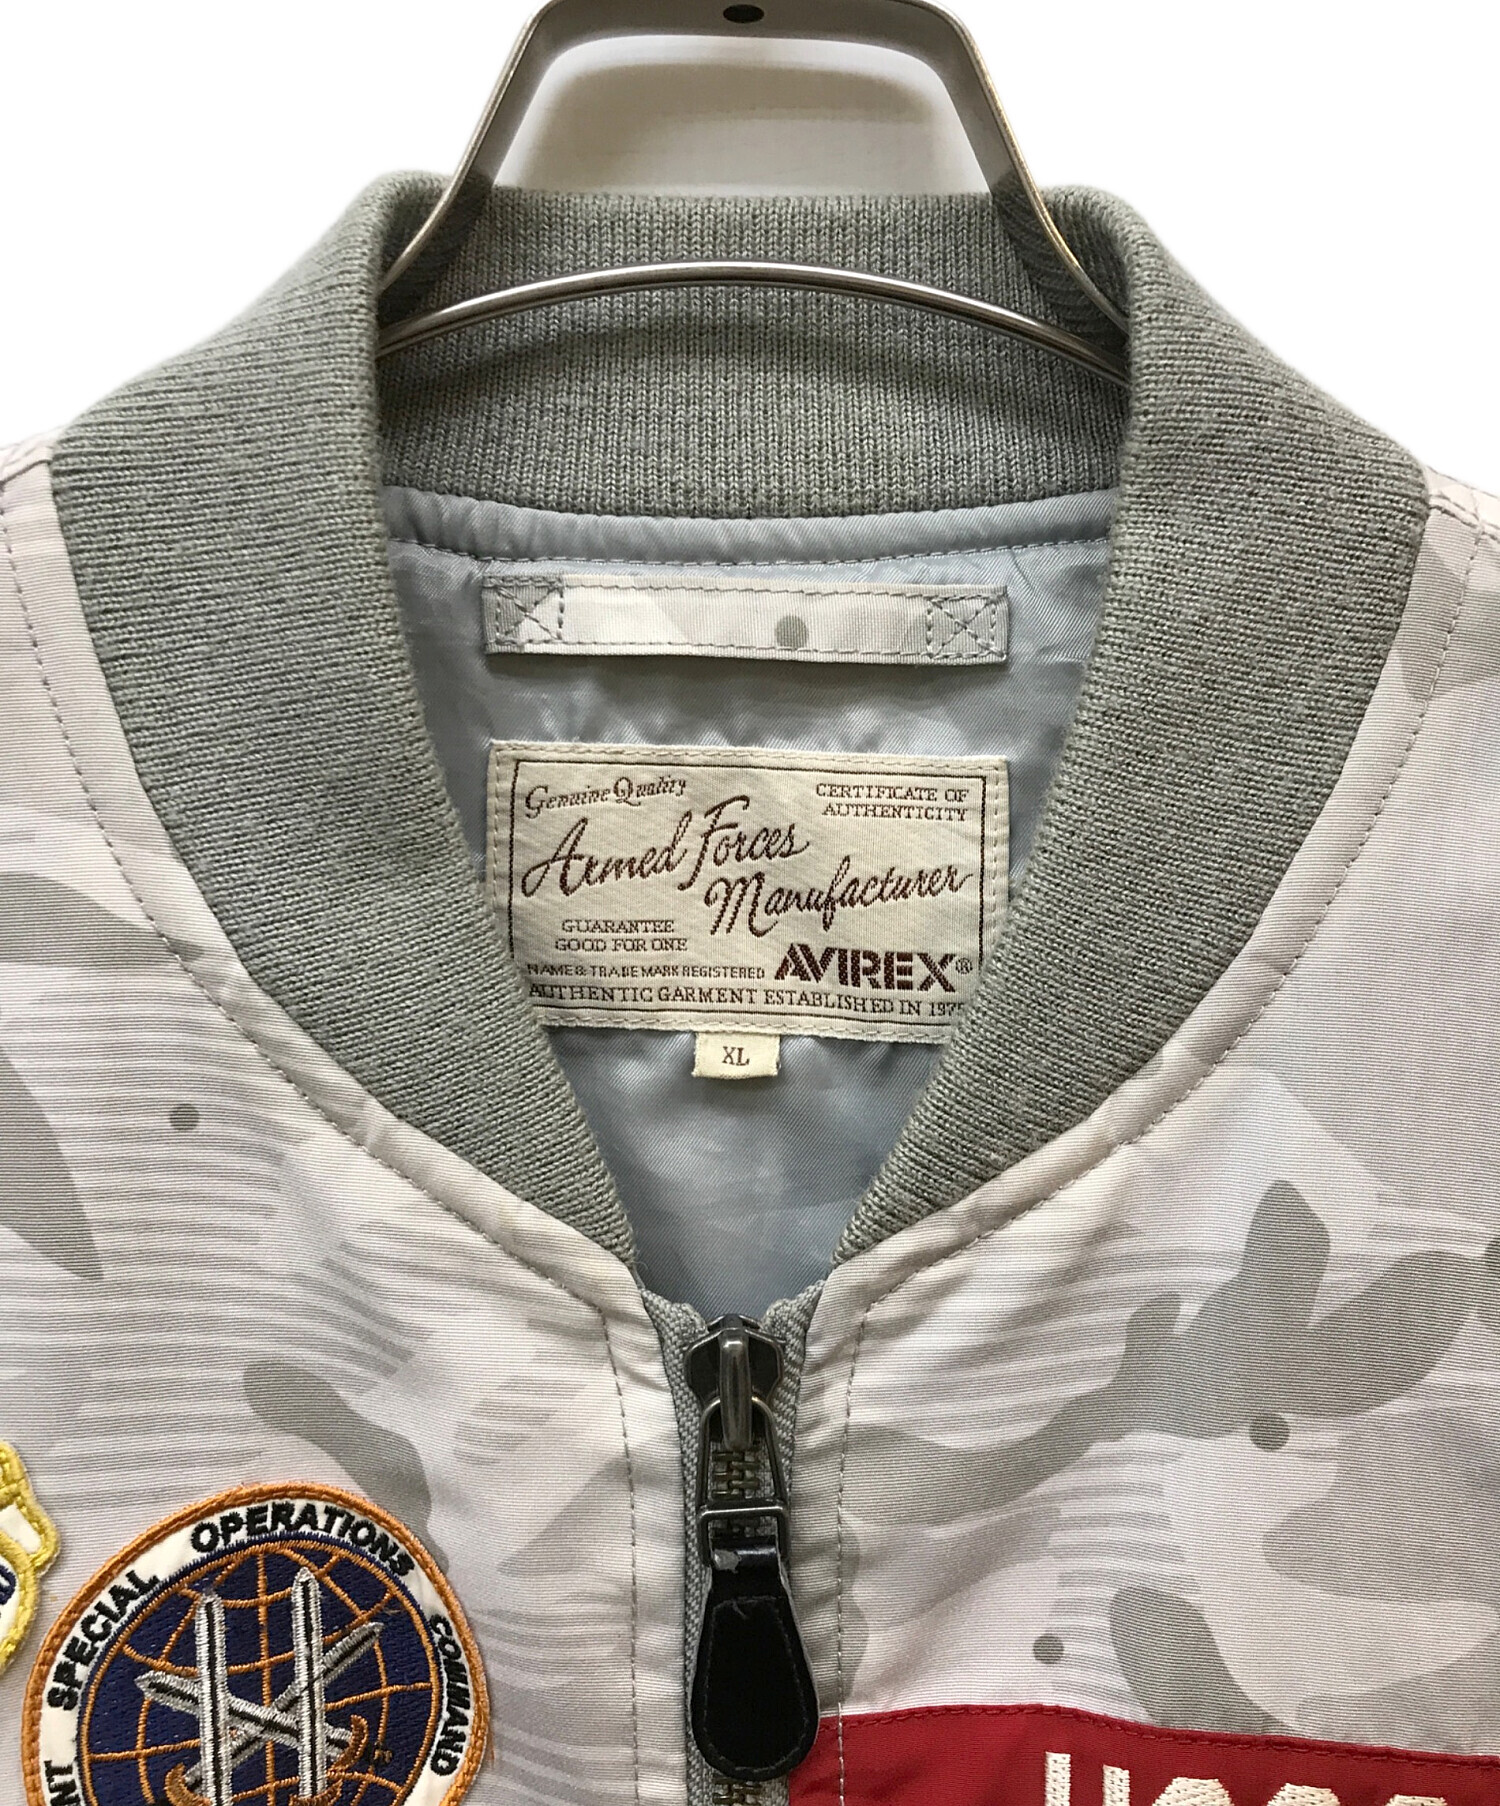 Genuine Quality
CERTIFICATE OF
AUTHENTICITY
Armed Forces
Manufacturer
GUARANTEE
GOOD FOR ONE
NAME & TRADE MARK REGISTERED
AVIREX®
AUTHENTIC GARMENT ESTABLISHED IN 1975
XL
SPECIAL OPERATIONS COMMAND